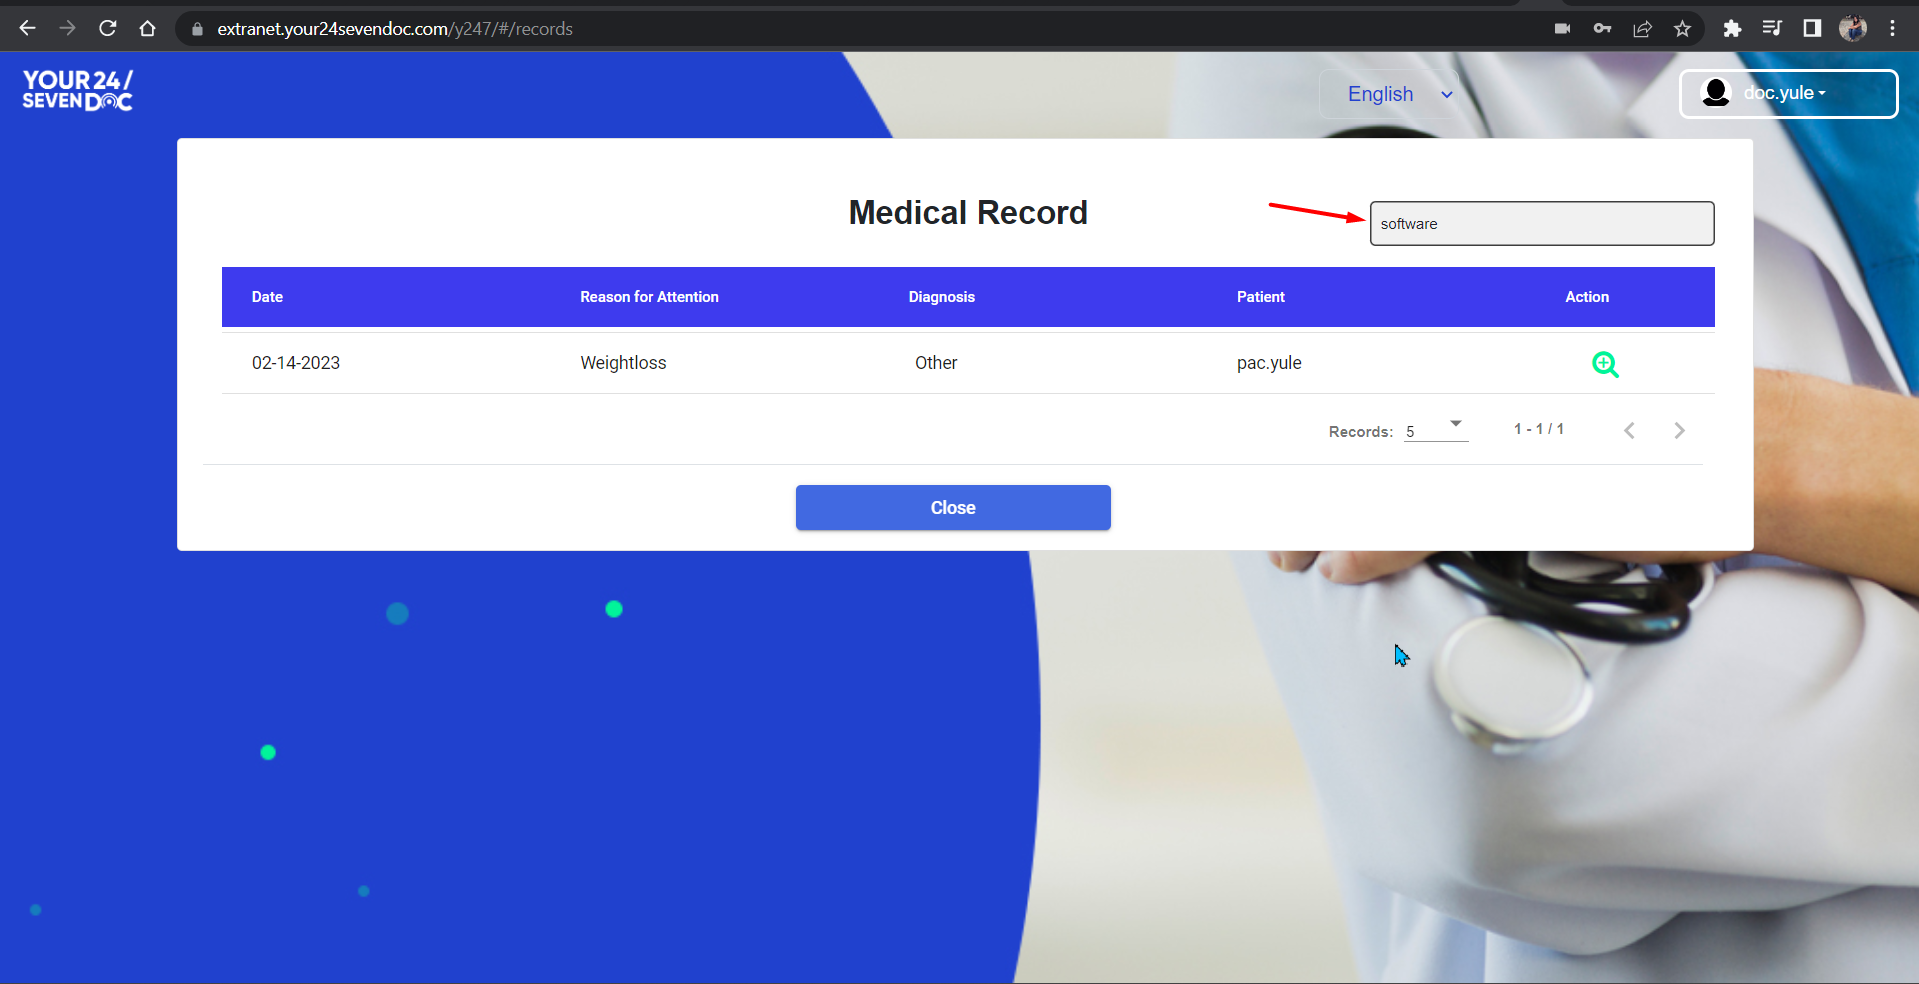 extranet.your24sevendoc.com/y247/#/records
YOUR 24/
SEVEN DOC
English
doc.yule
Medical Record
software
Date Reason for Attention Diagnosis Patient Action
02-14-2023 Weightloss Other pac.yule
Records: 5 1 - 1 / 1
Close